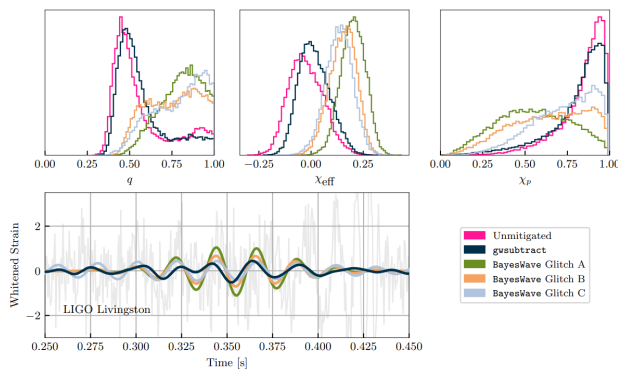 0.00 0.25 0.50 0.75 1.00
q
−0.25 0.00 0.25
χeff
0.00 0.25 0.50 0.75 1.00
χp
Whitened Strain
2
0
−2
LIGO Livingston
0.250 0.275 0.300 0.325 0.350 0.375 0.400 0.425 0.450
Time [s]
Unmitigated
gwsubtract
BayesWave Glitch A
BayesWave Glitch B
BayesWave Glitch C